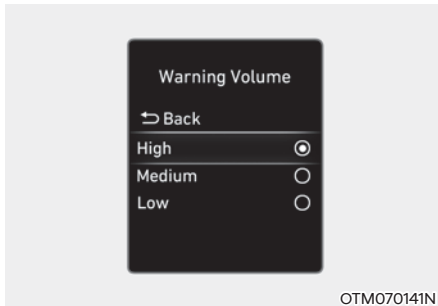 Warning Volume
Back
High
Medium
Low
OTM070141N